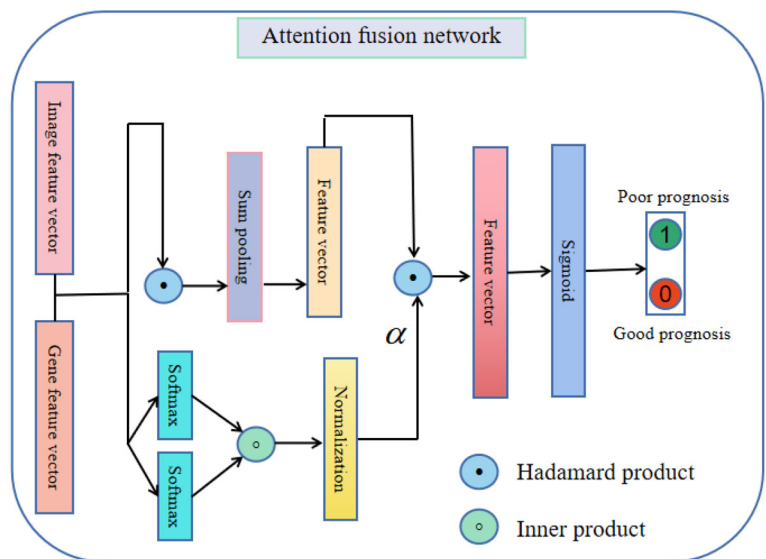 Attention fusion network
Image feature vector
Gene feature vector
Sum pooling
Feature vector
Softmax
Softmax
Normalization
α
Feature vector
Sigmoid
Poor prognosis
1
0
Good prognosis
Hadamard product
Inner product